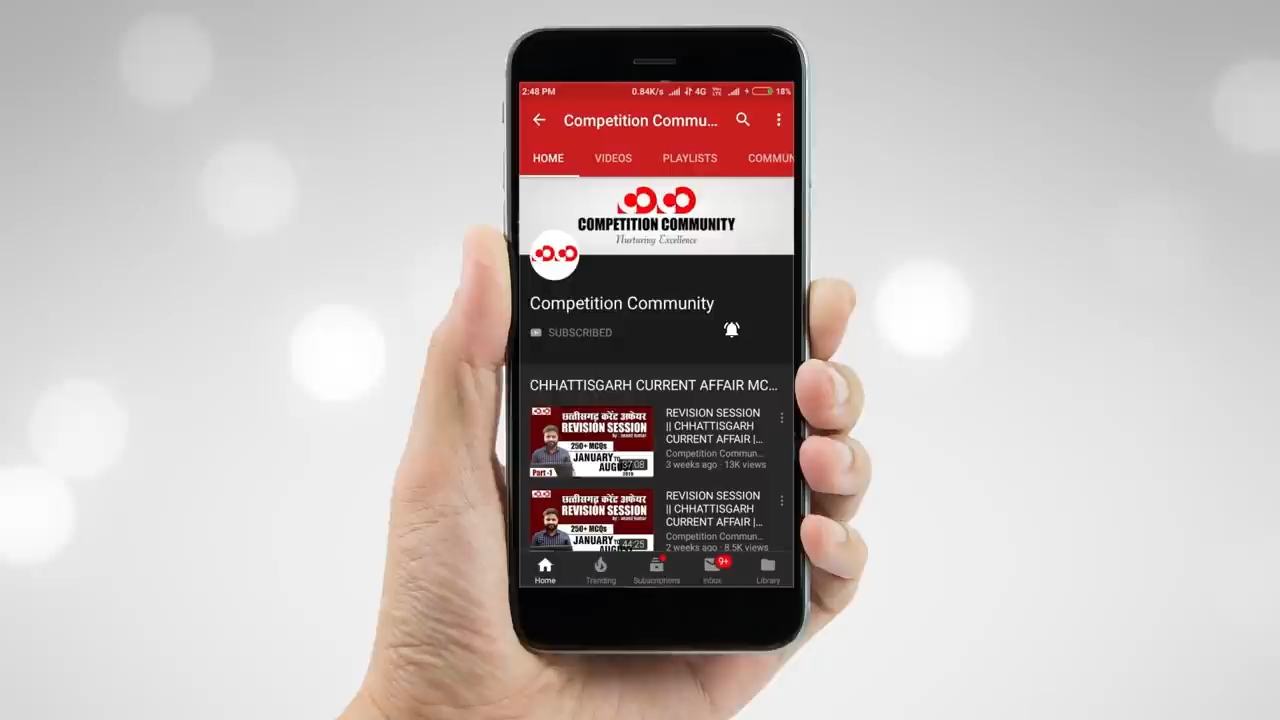 2:48 PM 0.84K/s 4G 18%
Competition Commu...
HOME VIDEOS PLAYLISTS COMMUN
COMPETITION COMMUNITY
Nurturing Excellence
Competition Community
SUBSCRIBED
CHHATTISGARH CURRENT AFFAIR MC...
छत्तीसगढ़ करेंट अफेयर
REVISION SESSION
250+ MCQs
JANUARY TO
AUGUST
Part -1
37:08
REVISION SESSION
|| CHHATTISGARH
CURRENT AFFAIR |...
Competition Commun...
3 weeks ago · 13K views
छत्तीसगढ़ करेंट अफेयर
REVISION SESSION
250+ MCQs
JANUARY TO
44:25
REVISION SESSION
|| CHHATTISGARH
CURRENT AFFAIR |...
Competition Commun...
2 weeks ago · 8.5K views
9+
Home Trending Subscriptions Inbox Library